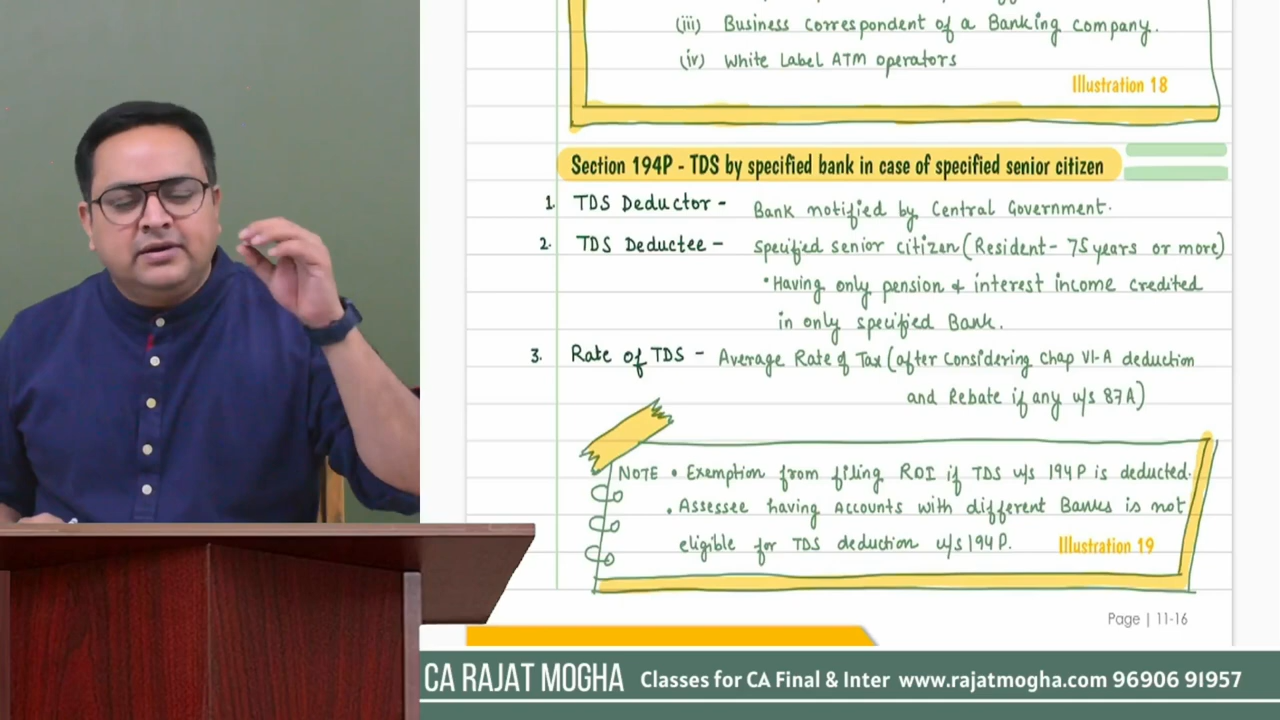 (iii) Business correspondent of a Banking company.
(iv) White Label ATM operators
Illustration 18
Section 194P - TDS by specified bank in case of specified senior citizen
1. TDS Deductor - Bank notified by Central Government.
2. TDS Deductee - Specified senior citizen (Resident - 75 years or more)
• Having only pension & interest income credited
in only specified Bank.
3. Rate of TDS - Average Rate of Tax (after considering Chap VI-A deduction
and Rebate if any u/s 87A)
NOTE • Exemption from filing ROI if TDS u/s 194P is deducted.
• Assessee having Accounts with different Banks is not
eligible for TDS deduction u/s 194P.
Illustration 19
Page | 11-16
CA RAJAT MOGHA Classes for CA Final & Inter www.rajatmogha.com 96906 91957